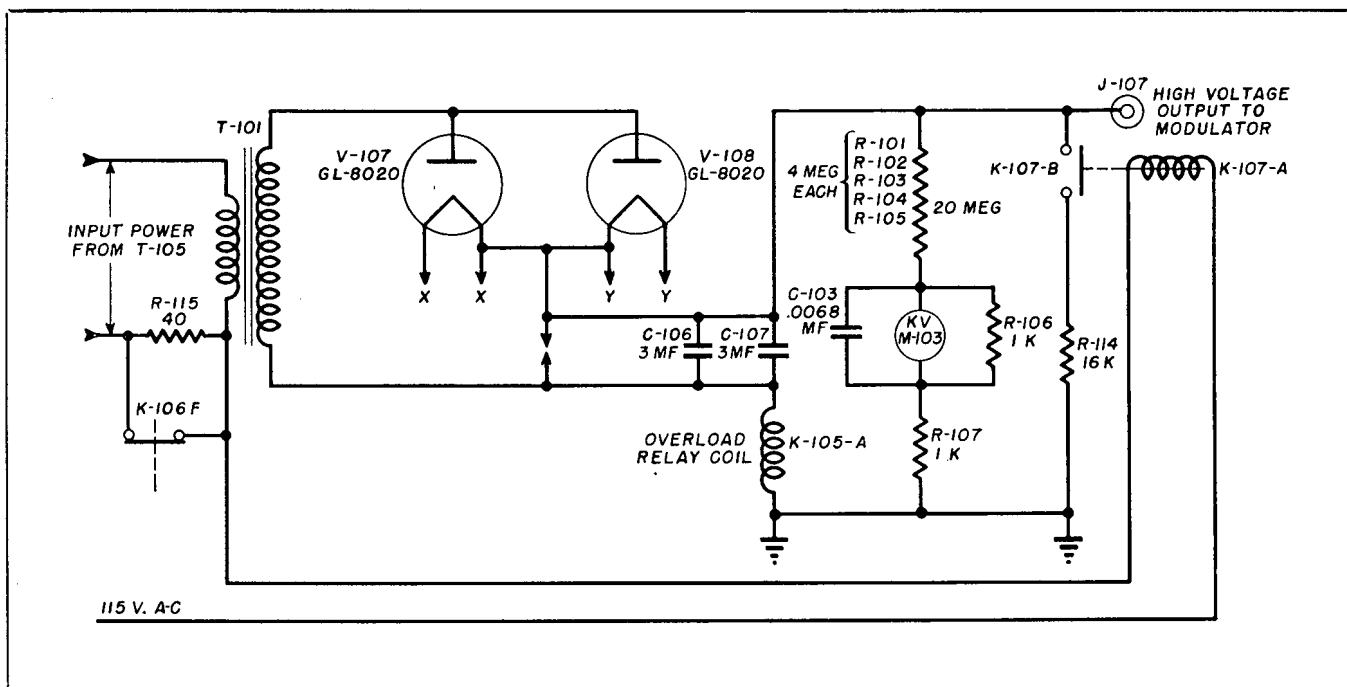 J-107
HIGH VOLTAGE
OUTPUT TO
MODULATOR
T-101
V-107
GL-8020
V-108
GL-8020
R-101
R-102
R-103
R-104
R-105
4 MEG
EACH
20 MEG
K-107-B
K-107-A
INPUT POWER
FROM T-105
R-115
40
X
X
Y
Y
C-106
3 MF
C-107
3 MF
C-103
.0068
MF
KV
M-103
R-106
1 K
R-114
16 K
K-106F
OVERLOAD
RELAY COIL
K-105-A
R-107
1 K
115 V. A-C